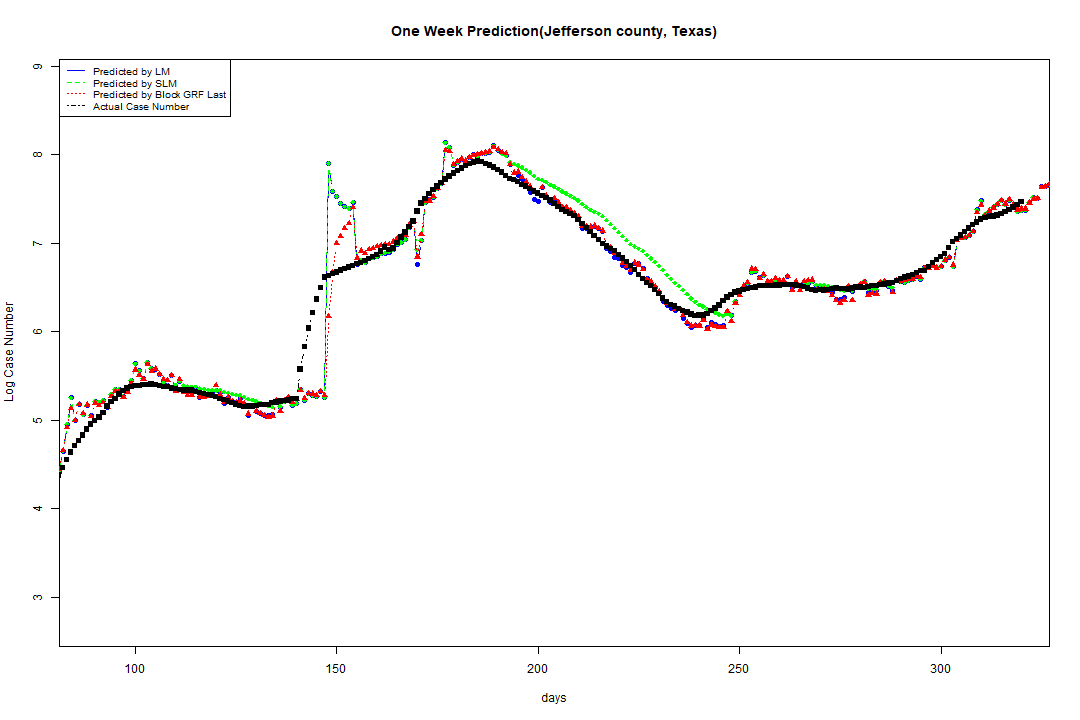 One Week Prediction(Jefferson county, Texas)
Predicted by LM
Predicted by SLM
Predicted by Block GRF Last
Actual Case Number
Log Case Number
9
8
7
6
5
4
3
100 150 200 250 300
days